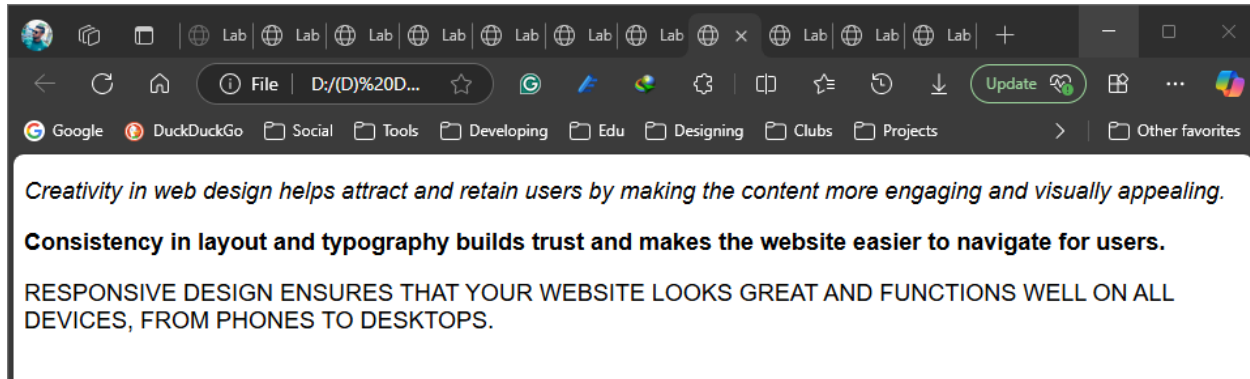 Lab Lab Lab Lab Lab Lab Lab Lab Lab Lab
File D:/(D)%20D... Update
Google DuckDuckGo Social Tools Developing Edu Designing Clubs Projects Other favorites
Creativity in web design helps attract and retain users by making the content more engaging and visually appealing.
Consistency in layout and typography builds trust and makes the website easier to navigate for users.
RESPONSIVE DESIGN ENSURES THAT YOUR WEBSITE LOOKS GREAT AND FUNCTIONS WELL ON ALL
DEVICES, FROM PHONES TO DESKTOPS.